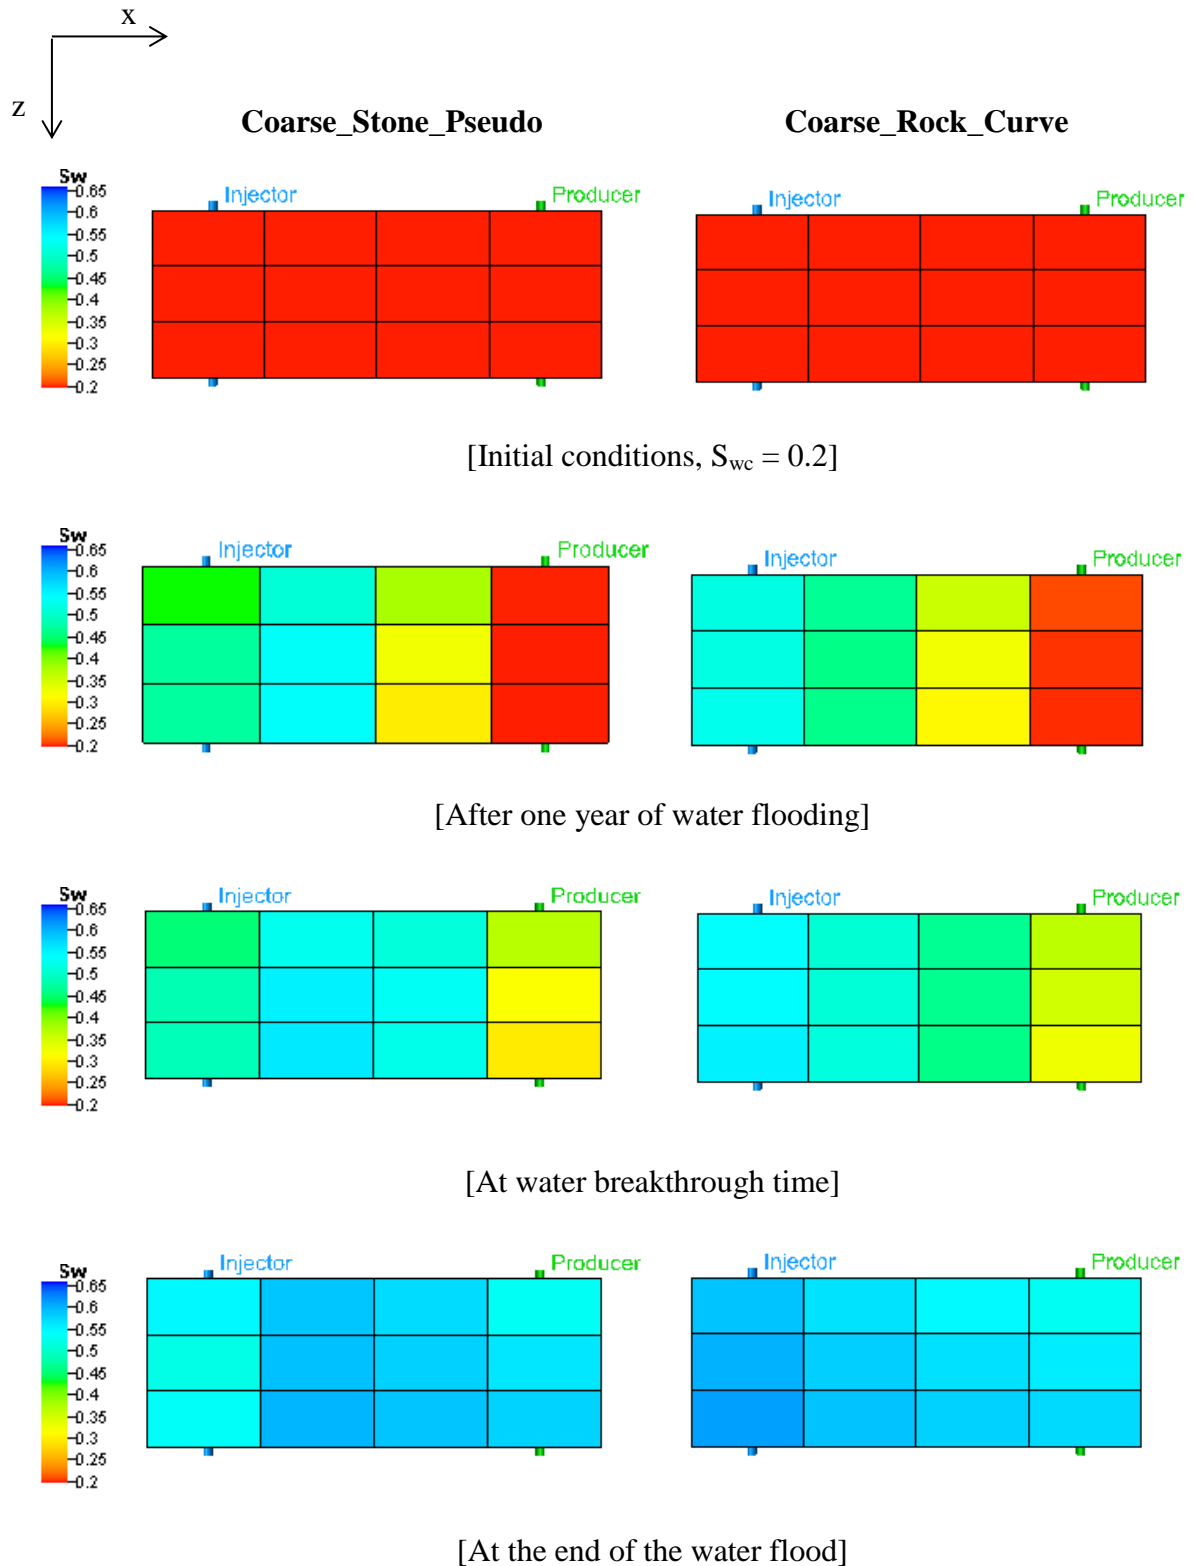 x
z
Coarse_Stone_Pseudo Coarse_Rock_Curve
Sw
0.65
0.6
0.55
0.5
0.45
0.4
0.35
0.3
0.25
0.2
Injector Producer
Injector Producer
[Initial conditions, Swc = 0.2]
Sw
0.65
0.6
0.55
0.5
0.45
0.4
0.35
0.3
0.25
0.2
Injector Producer
Injector Producer
[After one year of water flooding]
Sw
0.65
0.6
0.55
0.5
0.45
0.4
0.35
0.3
0.25
0.2
Injector Producer
Injector Producer
[At water breakthrough time]
Sw
0.65
0.6
0.55
0.5
0.45
0.4
0.35
0.3
0.25
0.2
Injector Producer
Injector Producer
[At the end of the water flood]